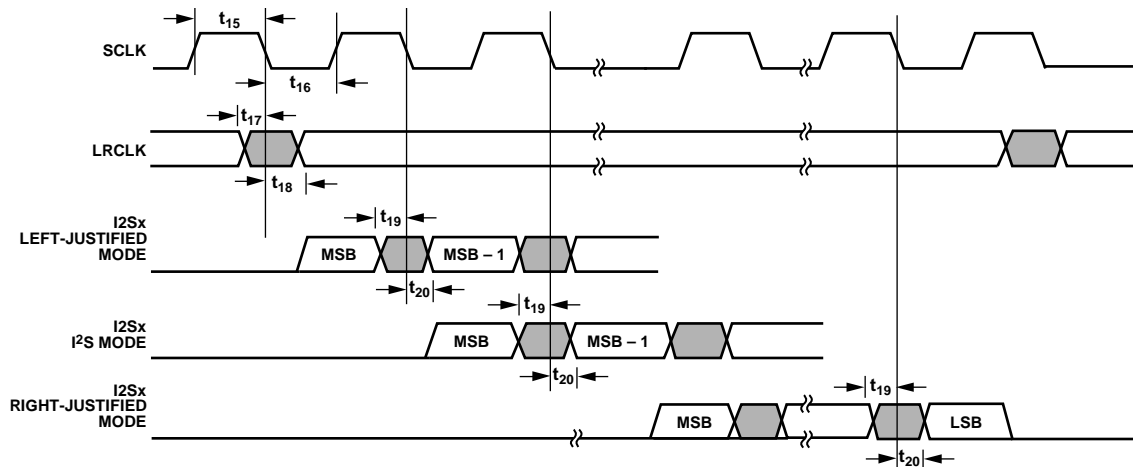 t15
SCLK
t16
t17
LRCLK
t18
I2Sx
LEFT-JUSTIFIED
MODE
t19
MSB
MSB – 1
t20
I2Sx
I²S MODE
t19
MSB
MSB – 1
t20
I2Sx
RIGHT-JUSTIFIED
MODE
t19
MSB
LSB
t20